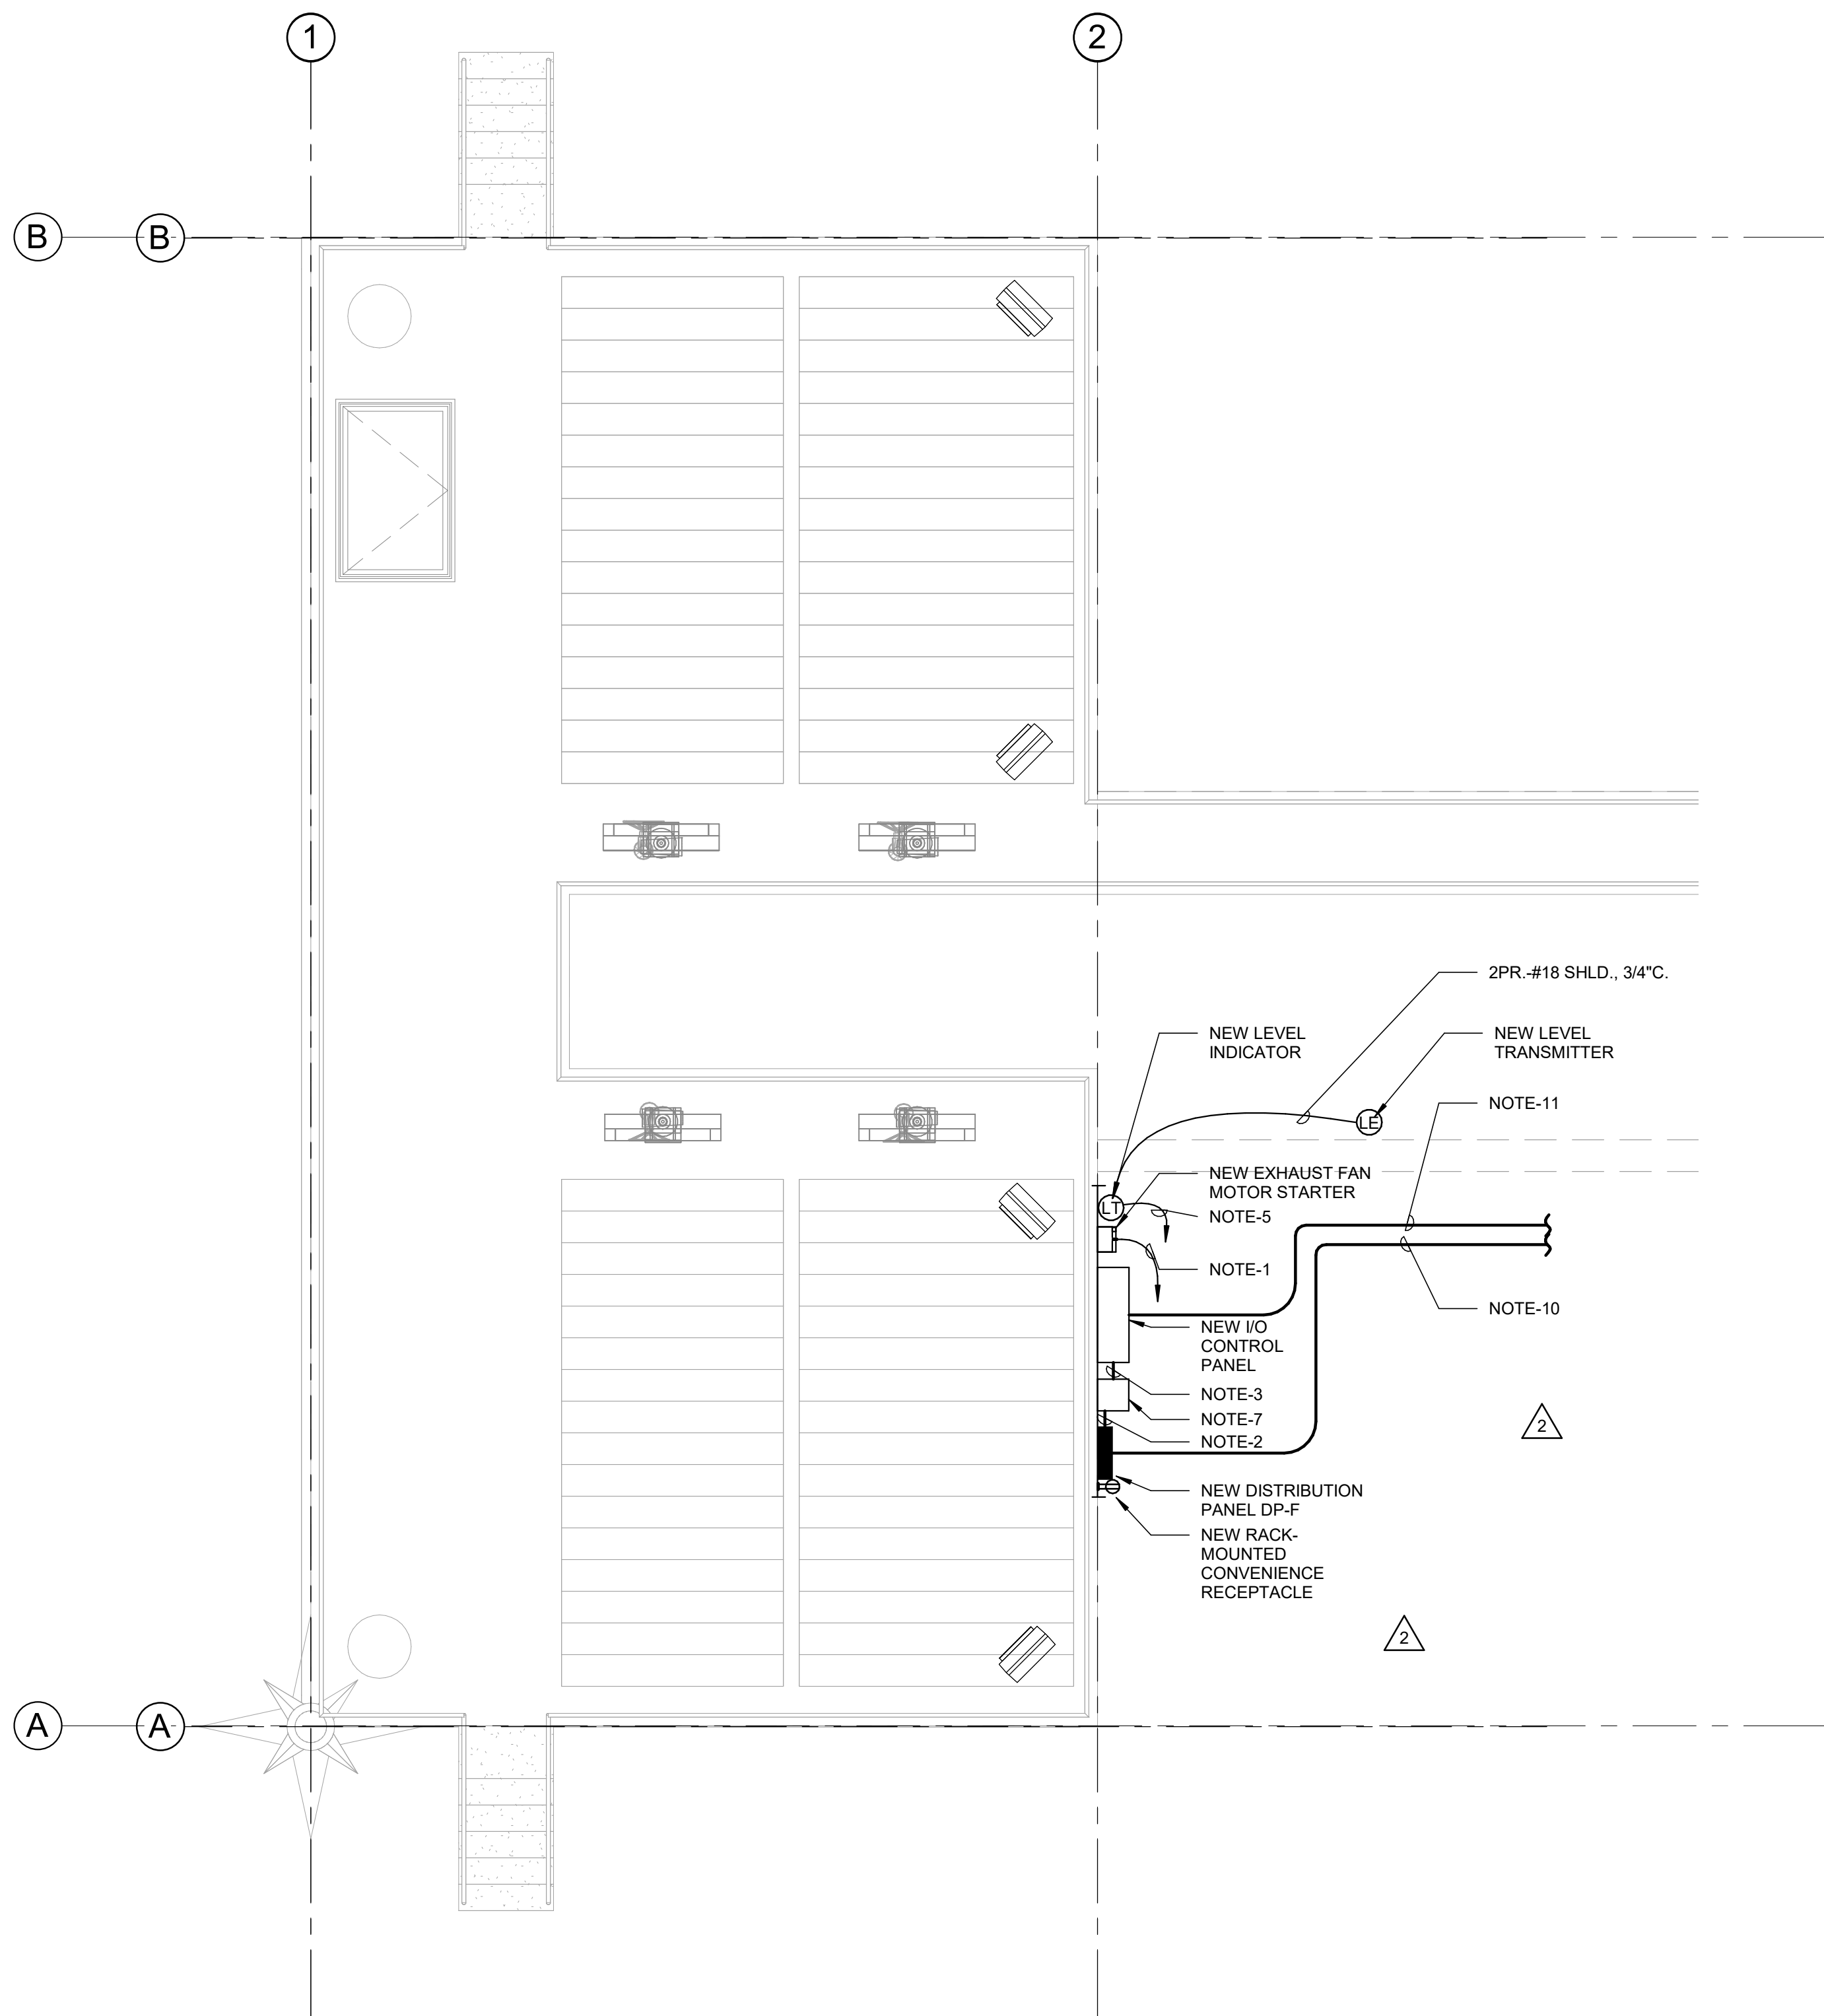 1
2
B
B
2PR.-#18 SHLD., 3/4"C.
NEW LEVEL
INDICATOR
NEW LEVEL
TRANSMITTER
NOTE-11
LE
NEW EXHAUST FAN
MOTOR STARTER
LT
NOTE-5
NOTE-1
NOTE-10
NEW I/O
CONTROL
PANEL
NOTE-3
NOTE-7
2
NOTE-2
NEW DISTRIBUTION
PANEL DP-F
NEW RACK-
MOUNTED
CONVENIENCE
RECEPTACLE
2
A
A